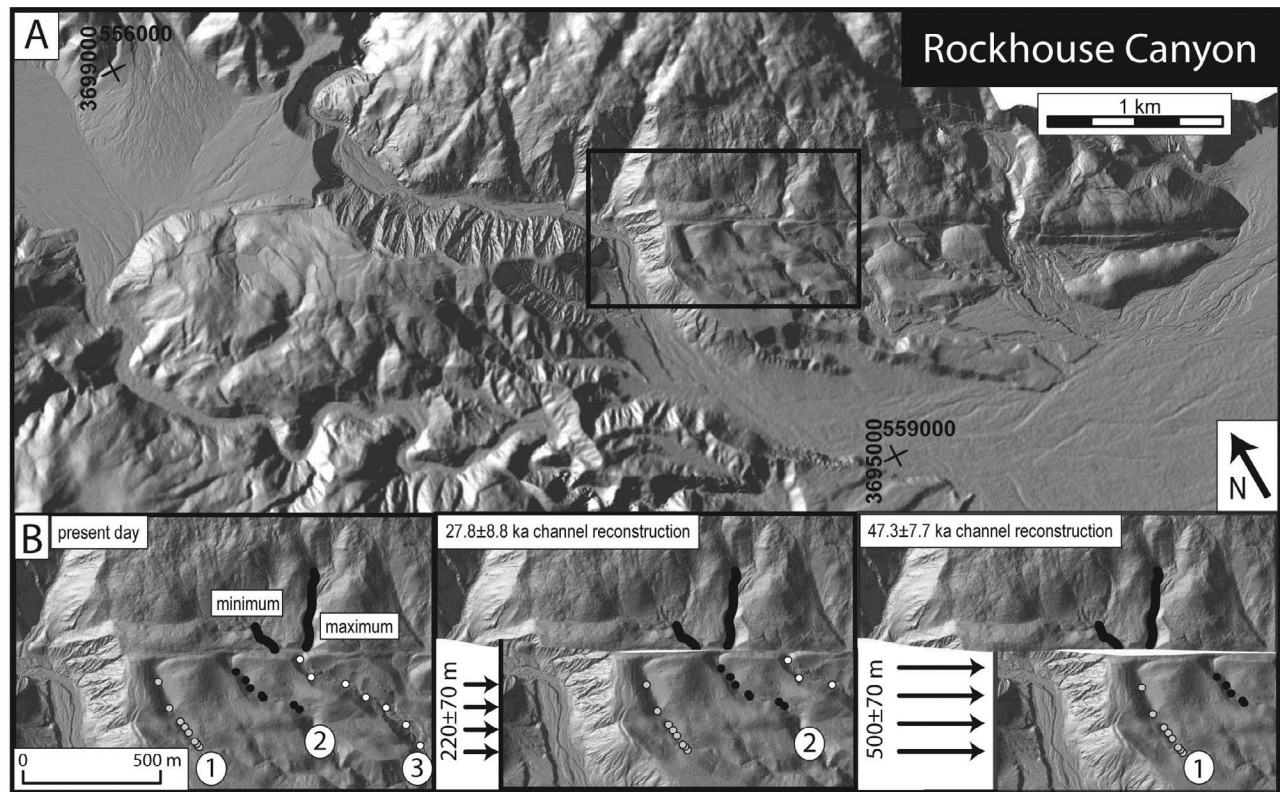 A
3699000
556000
Rockhouse Canyon
1 km
3695000
559000
N
B
present day
minimum
maximum
1
2
3
0
500 m
27.8±8.8 ka channel reconstruction
220±70 m
2
47.3±7.7 ka channel reconstruction
500±70 m
1